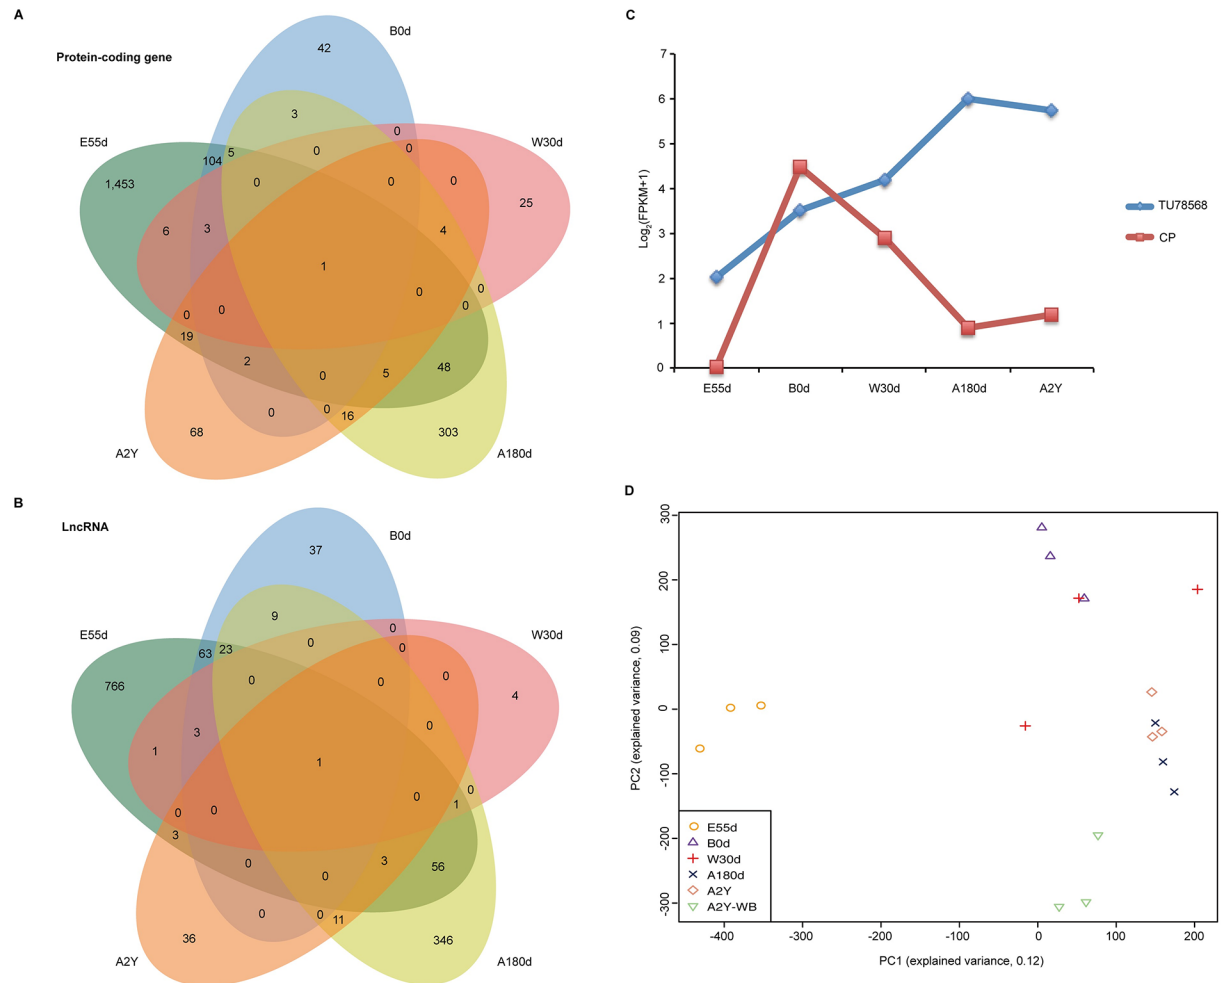 A
Protein-coding gene
B0d
42
3
0
E55d
W30d
104
5
0
0
1,453
0
0
0
25
6
3
4
1
0
0
0
0
0
19
2
0
5
48
0
0
16
68
303
A2Y
A180d
B
LncRNA
B0d
37
9
0
E55d
W30d
63
23
0
0
766
0
0
0
4
3
0
1
1
0
0
1
0
0
3
0
3
56
0
0
0
11
36
346
A2Y
A180d
C
7
6
5
4
3
2
1
0
Log2(FPKM+1)
E55d B0d W30d A180d A2Y
TU78568
CP
D
300
200
100
0
-100
-200
-300
PC2 (explained variance, 0.09)
E55d
B0d
W30d
A180d
A2Y
A2Y-WB
-400 -300 -200 -100 0 100 200
PC1 (explained variance, 0.12)